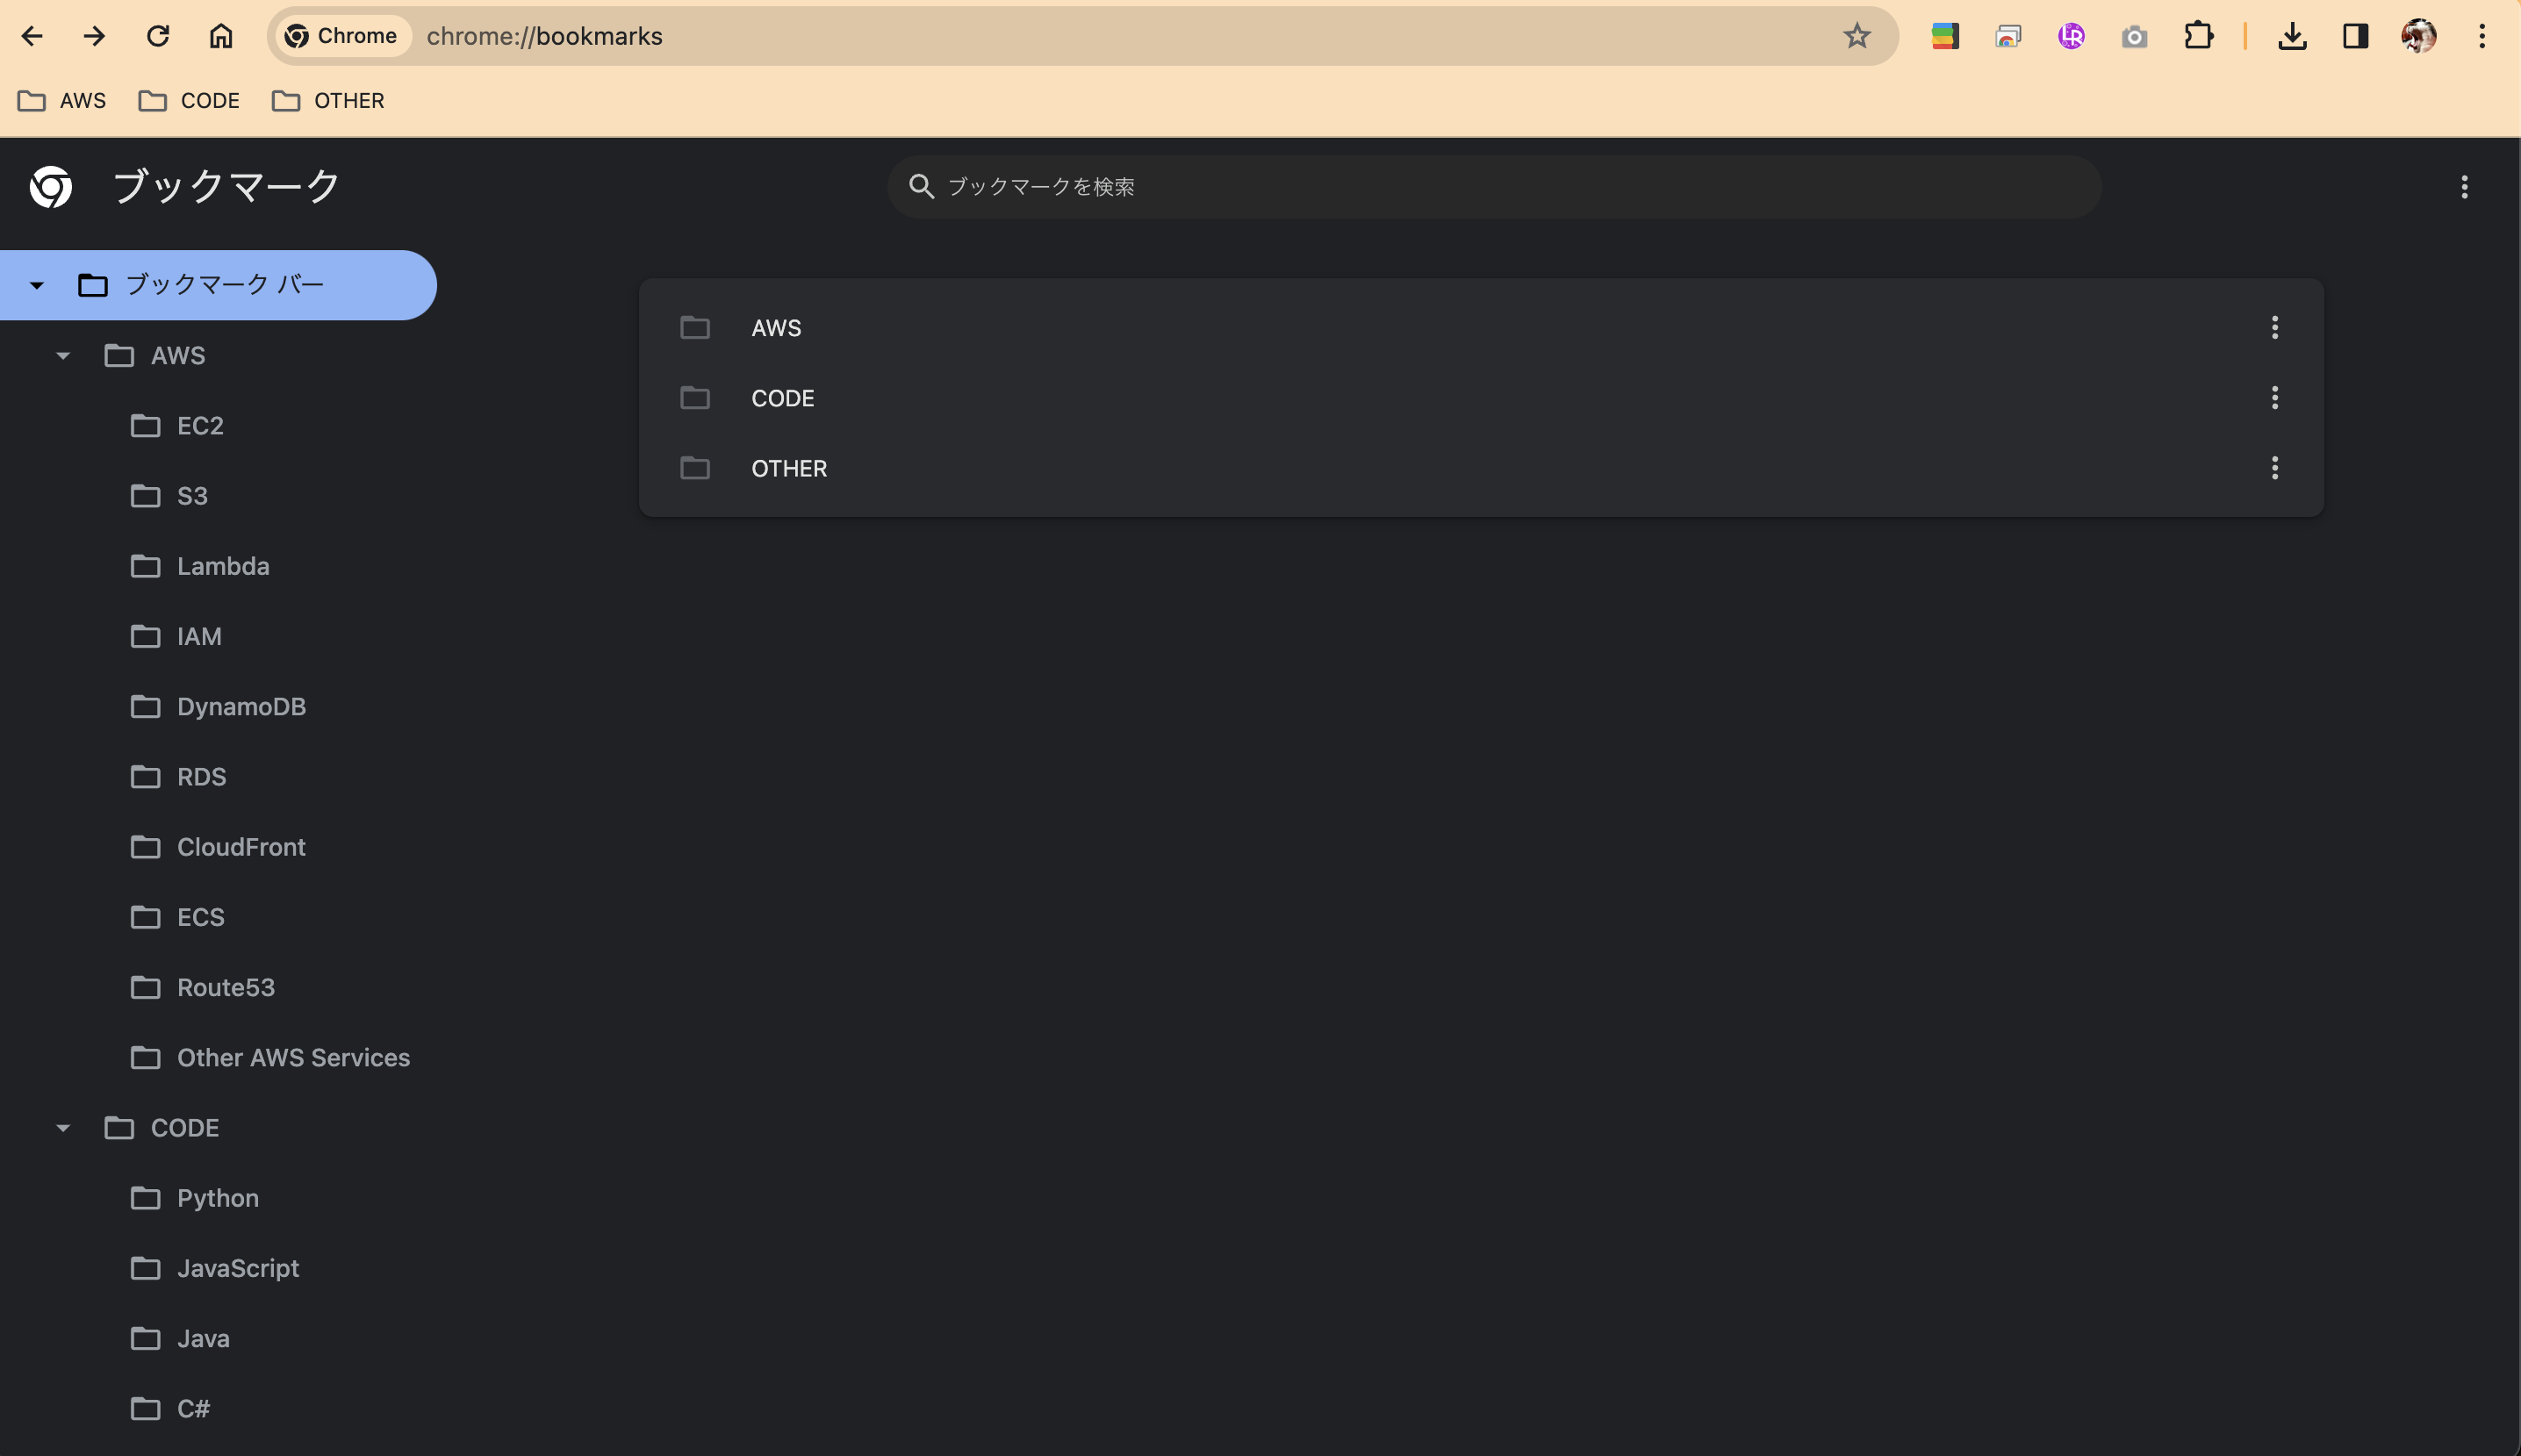 Chrome chrome://bookmarks
AWS CODE OTHER
ブックマーク
ブックマークを検索
ブックマーク バー
AWS
EC2
S3
Lambda
IAM
DynamoDB
RDS
CloudFront
ECS
Route53
Other AWS Services
CODE
Python
JavaScript
Java
C#
AWS
CODE
OTHER